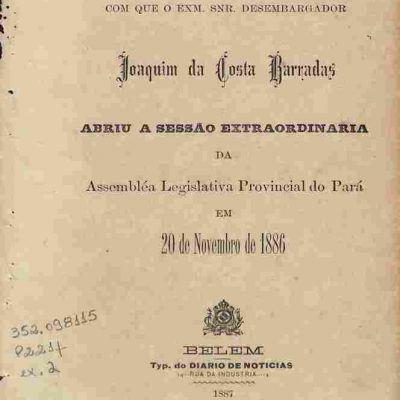 COM QUE O EXM. SNR. DESEMBARGADOR
Joaquim da Costa Barradas
ABRIU A SESSÃO EXTRAORDINARIA
DA
Assembléa Legislativa Provincial do Pará
EM
20 de Novembro de 1886
352.098115
P221f
ex. 2
BELEM
Typ. do DIARIO DE NOTICIAS
RUA DA INDUSTRIA
1887